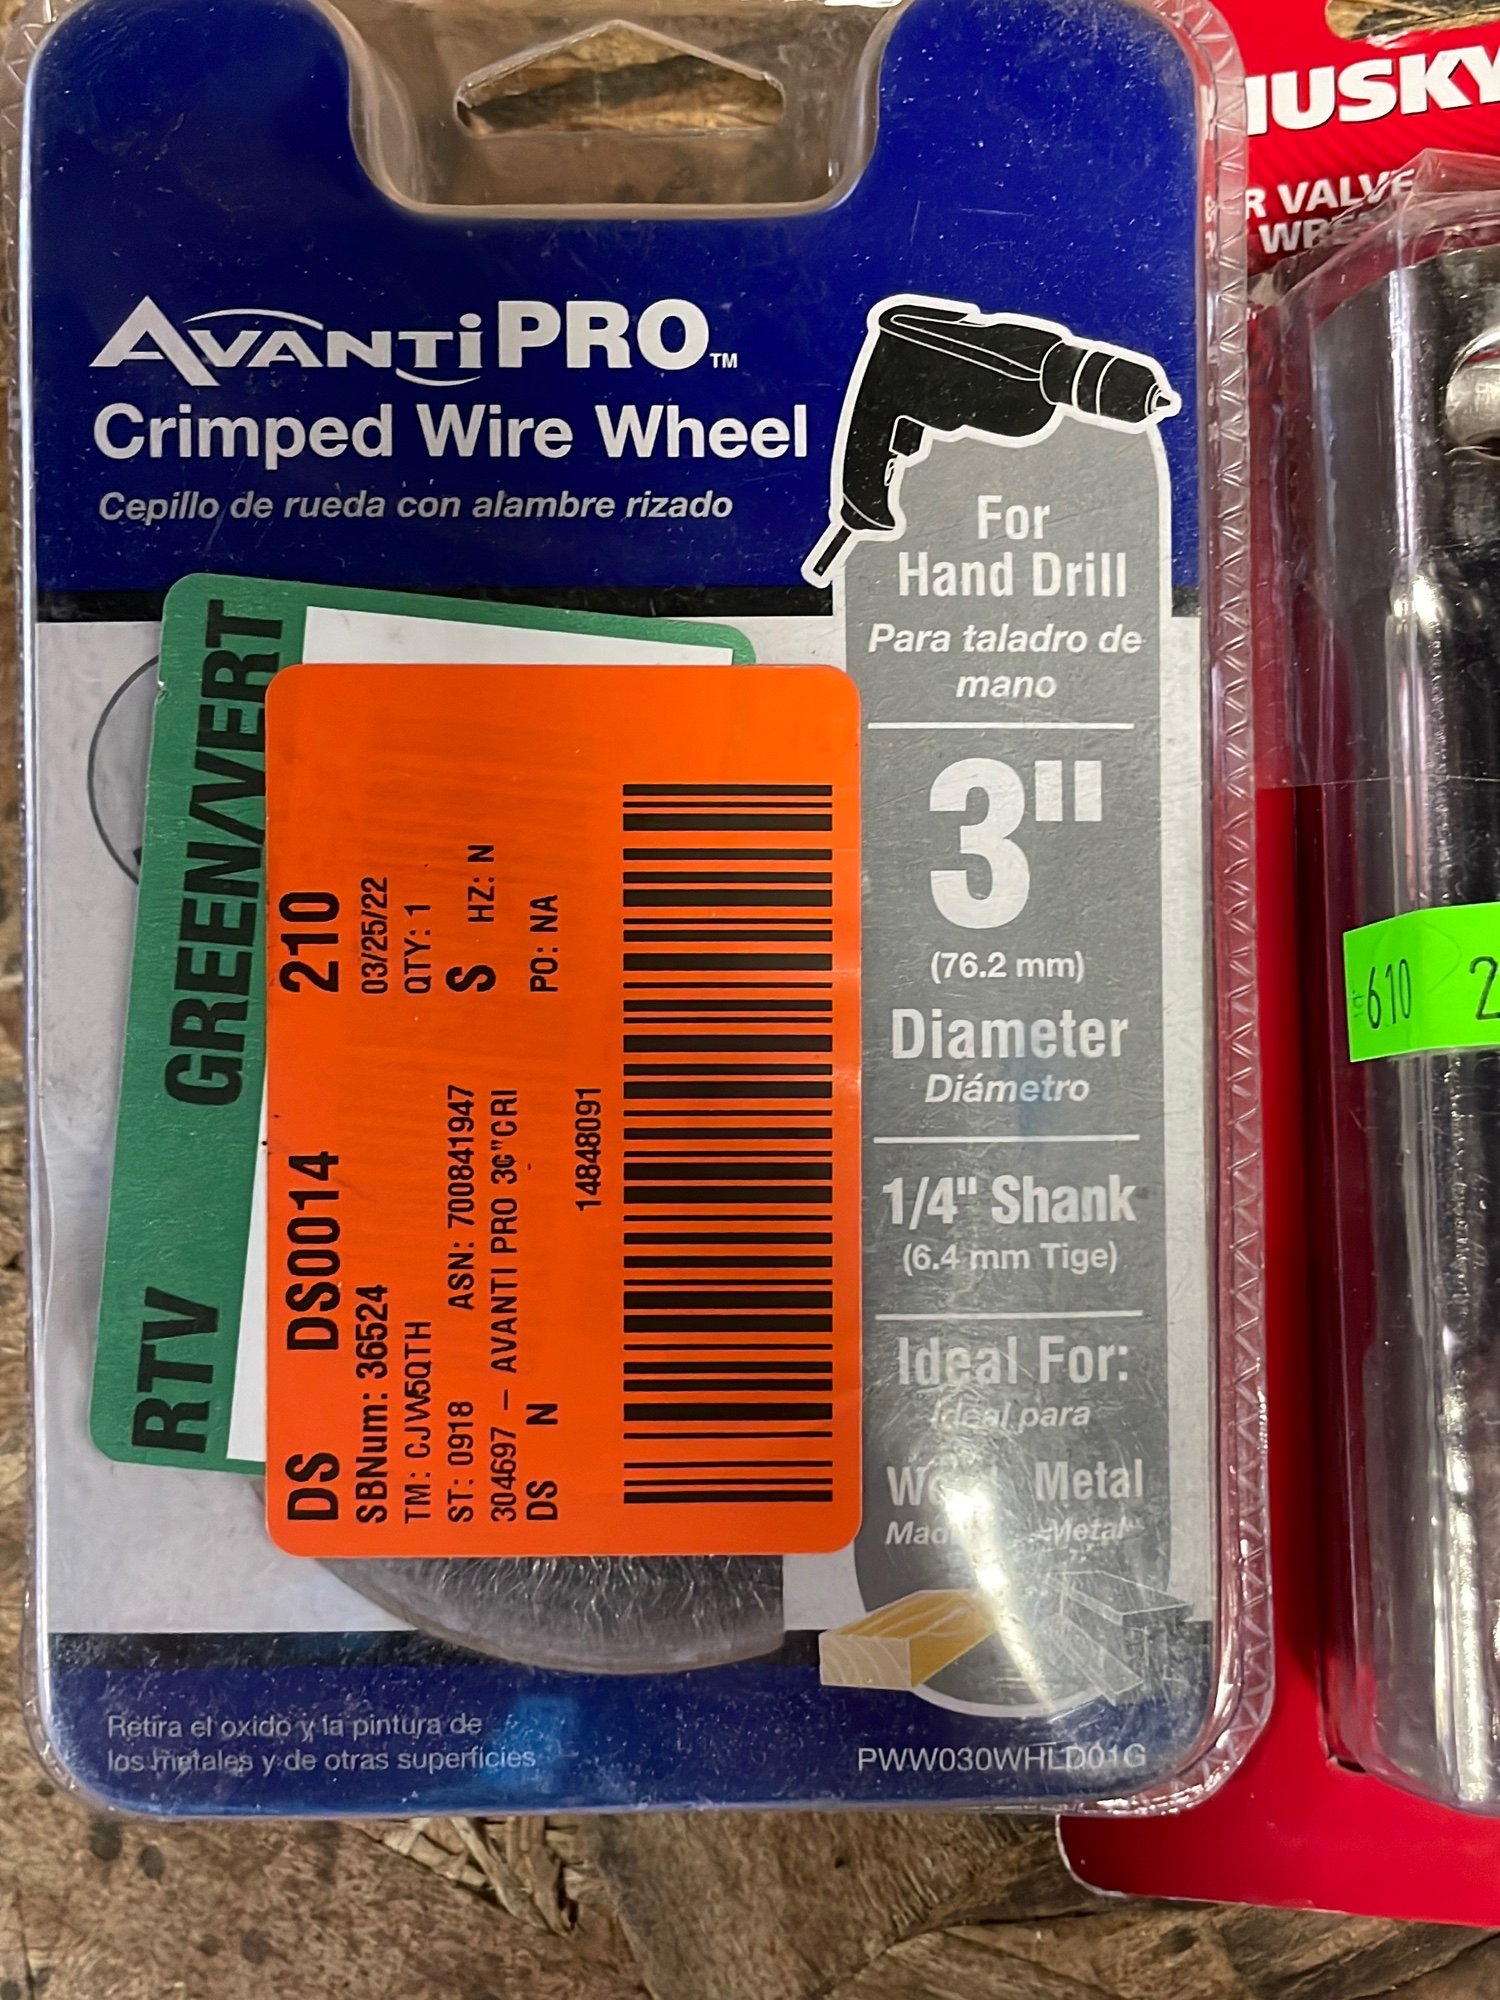 AVANTI PRO™
Crimped Wire Wheel
Cepillo de rueda con alambre rizado
For
Hand Drill
Para taladro de
mano
3"
(76.2 mm)
Diameter
Diámetro
1/4" Shank
(6.4 mm Tige)
Ideal For:
Ideal para
Metal
Metal
RTV GREEN/VERT
DS DS0014 210
SBNum: 36524 03/25/22
TM: CJW5QTH QTY: 1
ST: 0918 ASN: 700841947 S HZ: N
304697 – AVANTI PRO 3¢"CRI
DS N PO: NA
14848091
Retira el oxido y la pintura de
los metales y de otras superficies
PWW030WHLD01G
HUSKY
R VALVE
610 2